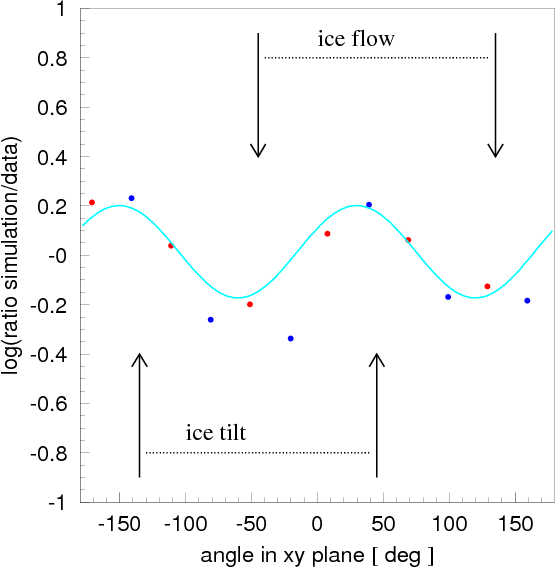 1
0.8
0.6
0.4
0.2
-0
-0.2
-0.4
-0.6
-0.8
-1
log(ratio simulation/data)
ice flow
ice tilt
-150 -100 -50 0 50 100 150
angle in xy plane [ deg ]